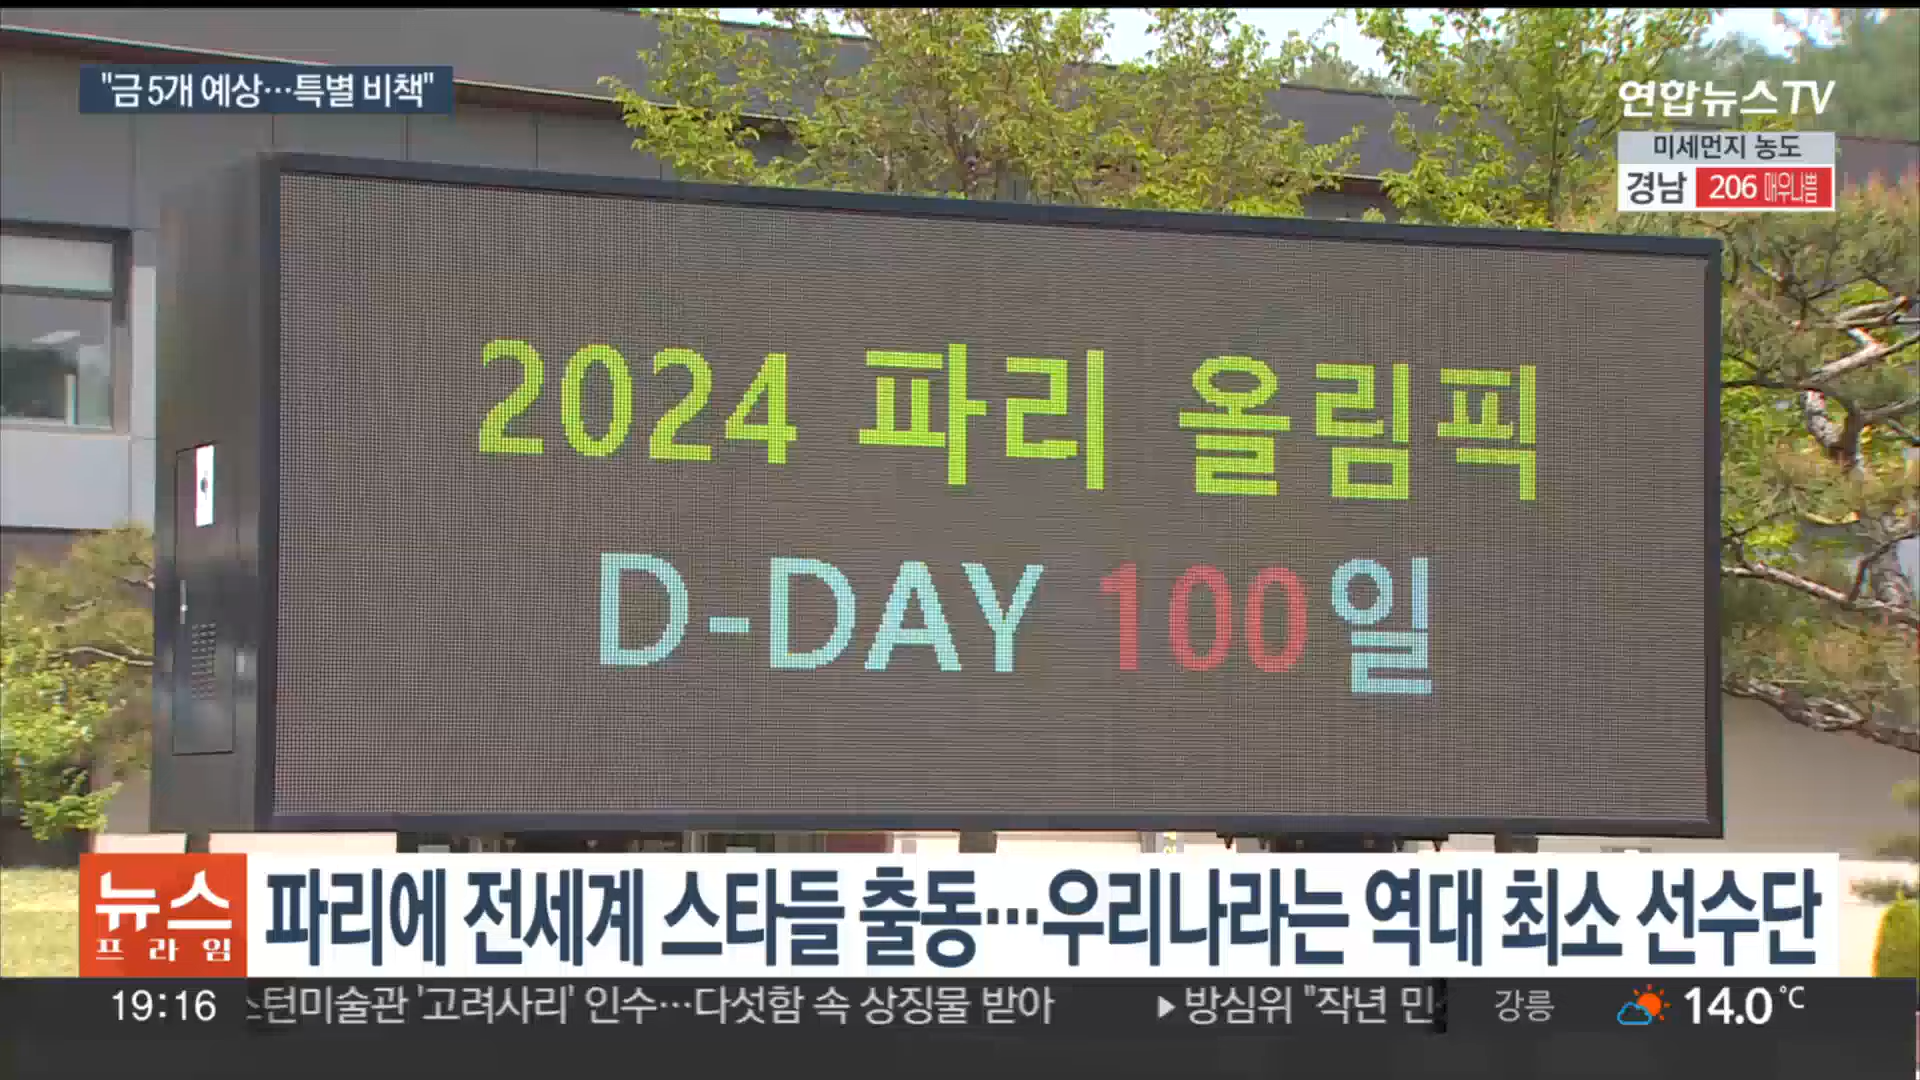 "금 5개 예상…특별 비책"
연합뉴스TV
미세먼지 농도
경남 206 매우나쁨
2024 파리 올림픽
D-DAY 100일
뉴스
프라임
파리에 전세계 스타들 출동…우리나라는 역대 최소 선수단
19:16
스턴미술관 '고려사리' 인수…다섯함 속 상징물 받아
▶방심위 "작년 민
강릉 14.0℃